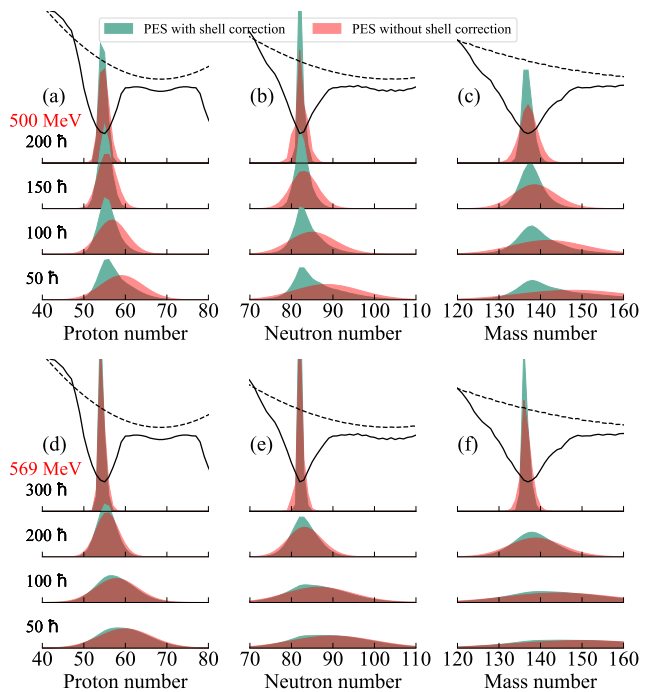 PES with shell correction PES without shell correction
(a) (b) (c)
500 MeV
200 ħ
150 ħ
100 ħ
50 ħ
40 50 60 70 80 70 80 90 100 110 120 130 140 150 160
Proton number Neutron number Mass number
(d) (e) (f)
569 MeV
300 ħ
200 ħ
100 ħ
50 ħ
40 50 60 70 80 70 80 90 100 110 120 130 140 150 160
Proton number Neutron number Mass number